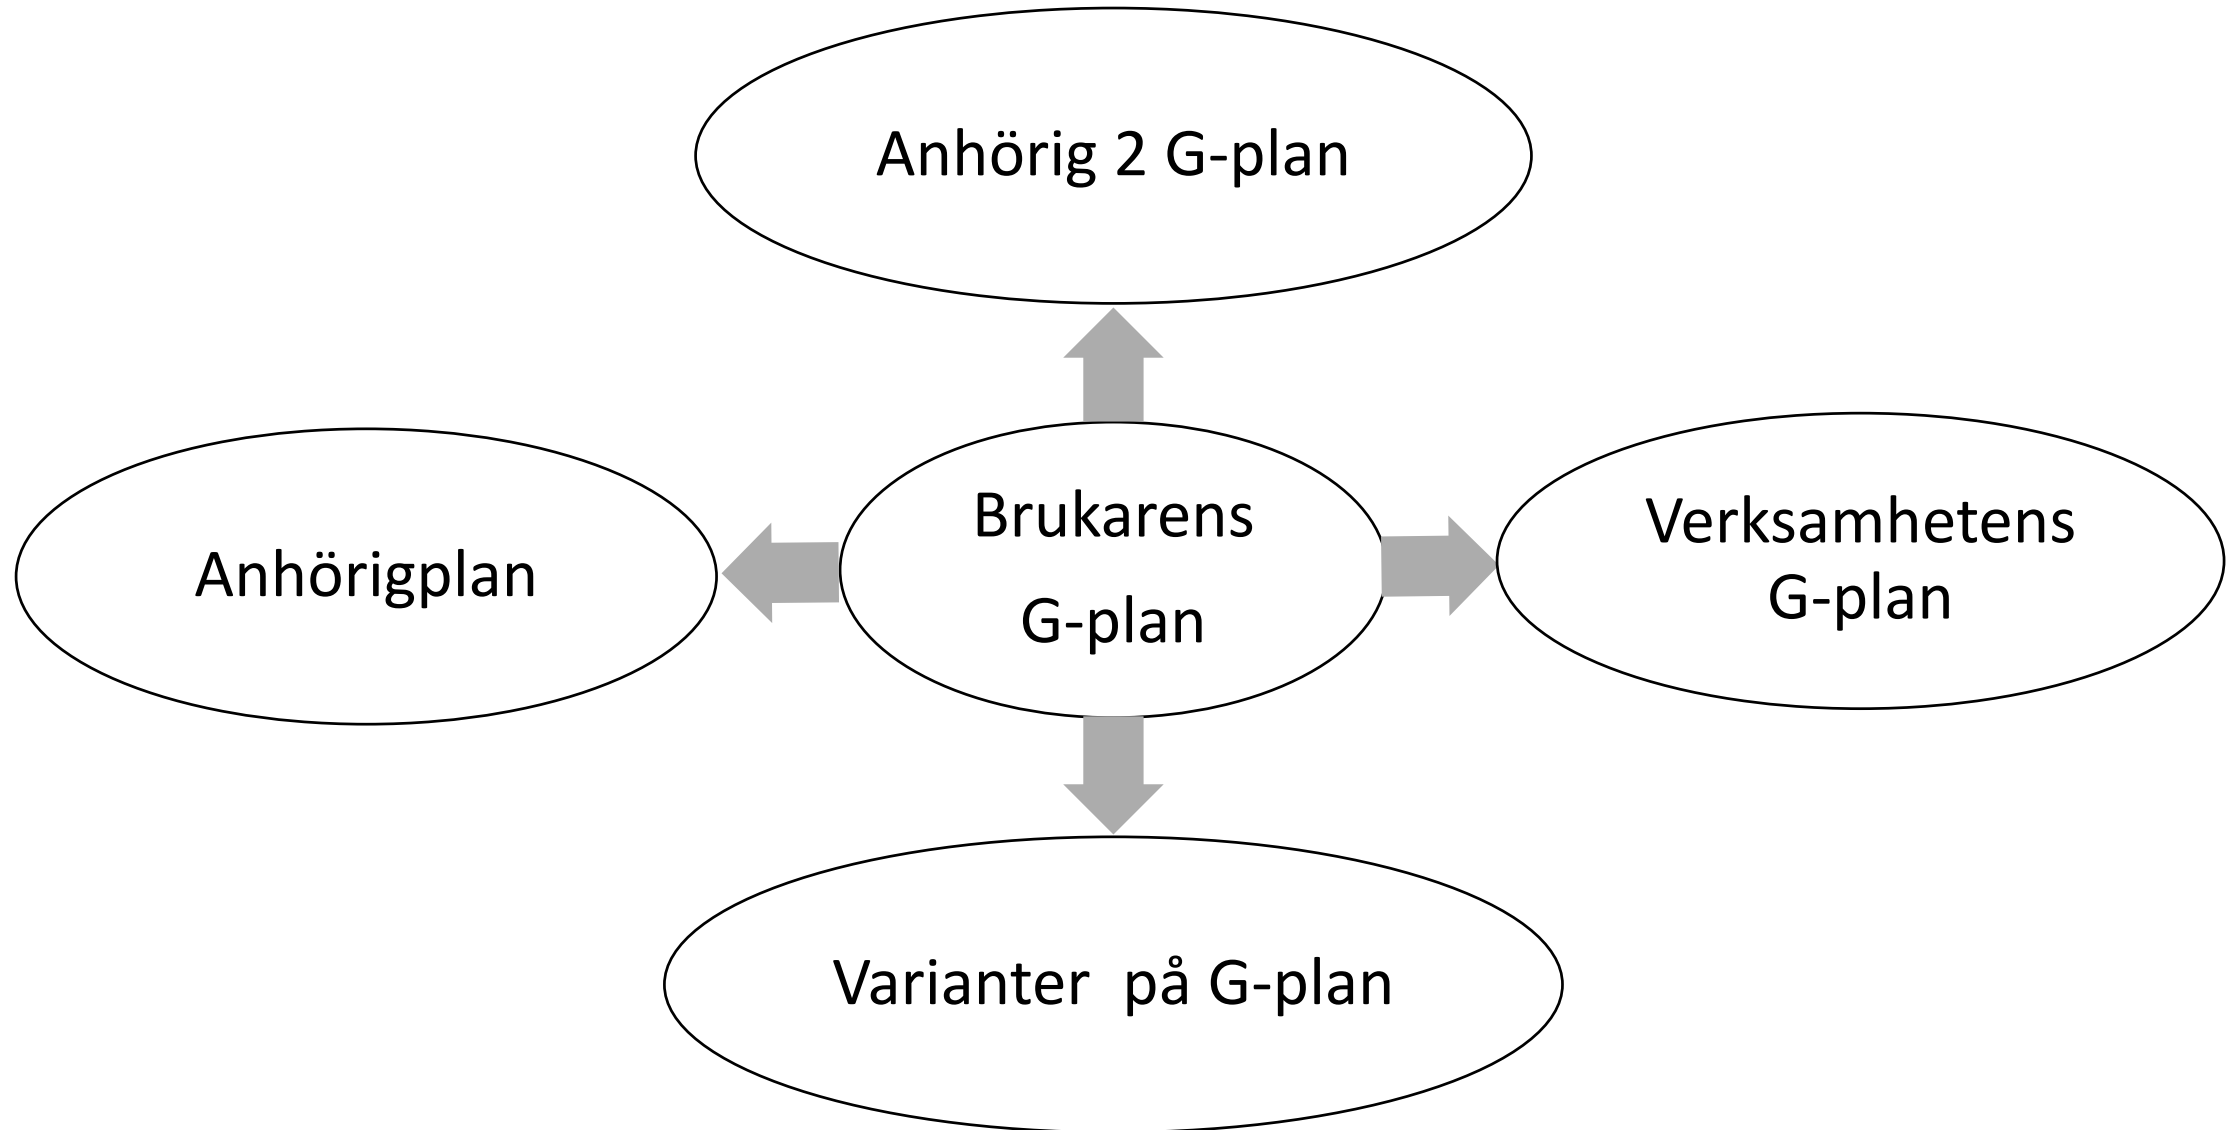 Anhörig 2 G-plan
Anhörigplan
Brukarens
G-plan
Verksamhetens
G-plan
Varianter  på G-plan